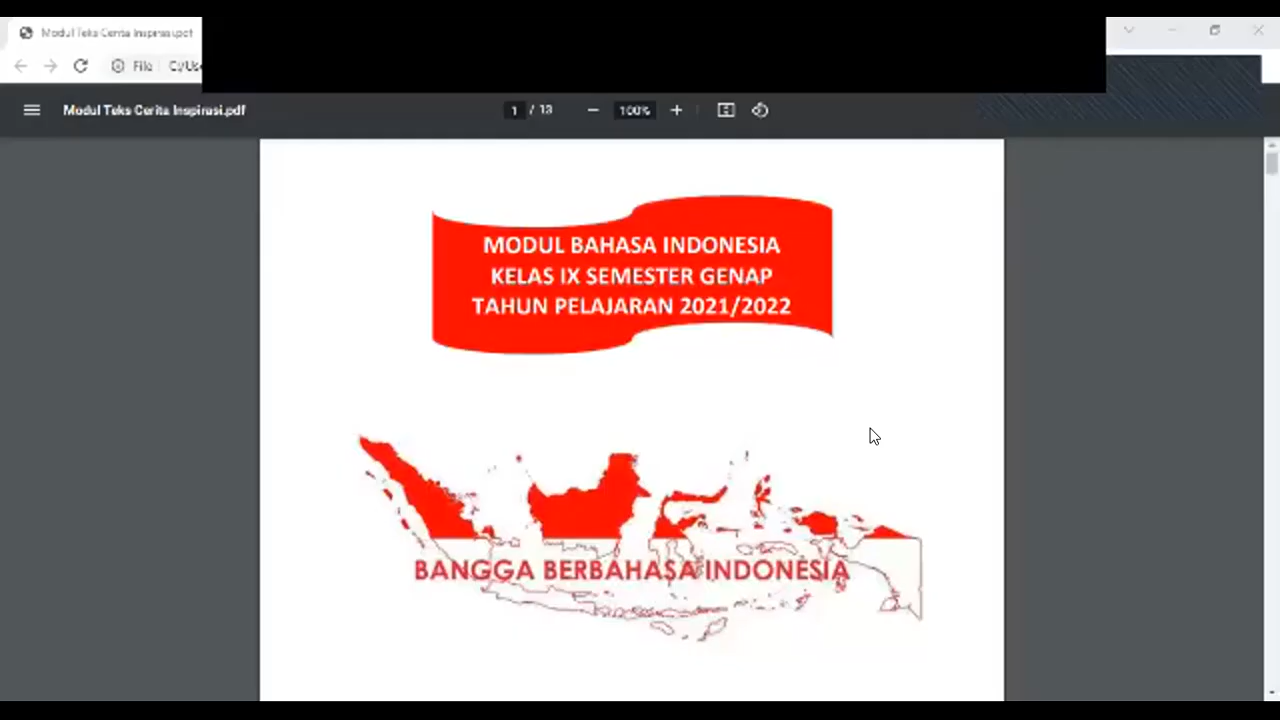 Modul Teks Cerita Inspirasi.pdf
File
Modul Teks Cerita Inspirasi.pdf
1 / 13
100%
MODUL BAHASA INDONESIA
KELAS IX SEMESTER GENAP
TAHUN PELAJARAN 2021/2022
BANGGA BERBAHASA INDONESIA